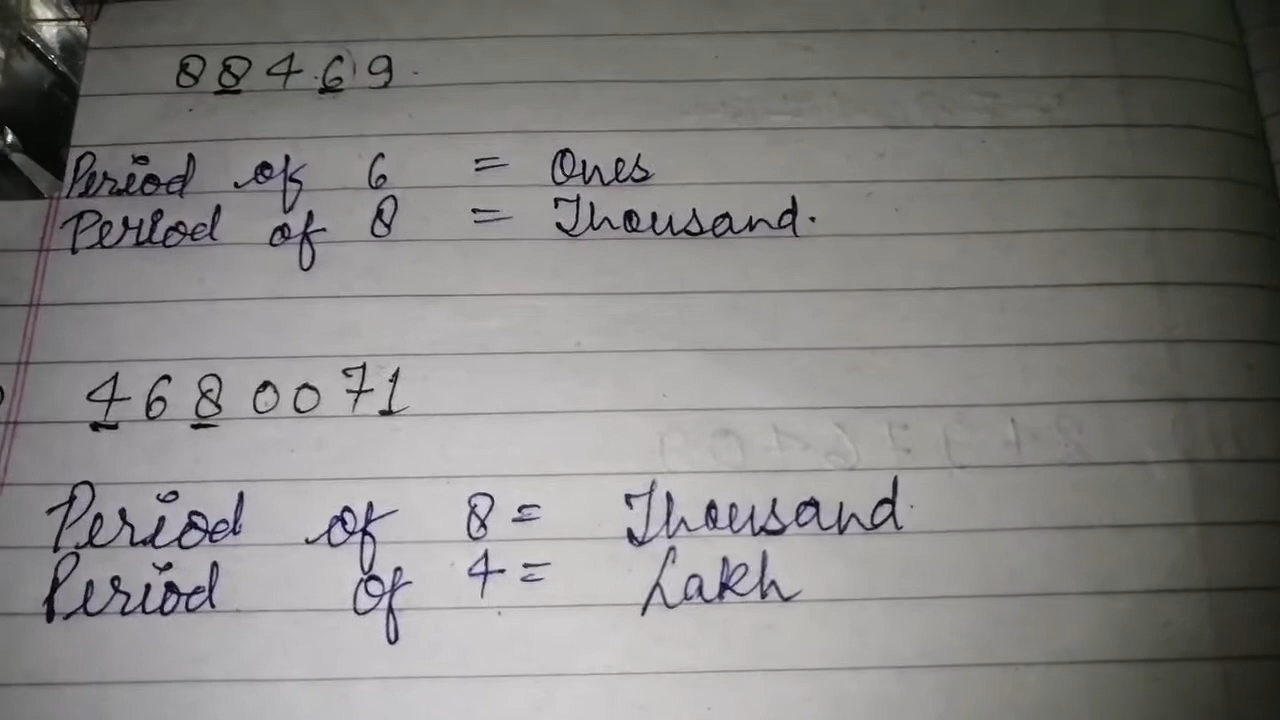 88469
Period of 6 = Ones
Period of 8 = Thousand.
4680071
Period of 8 = Thousand.
Period of 4 = Lakh